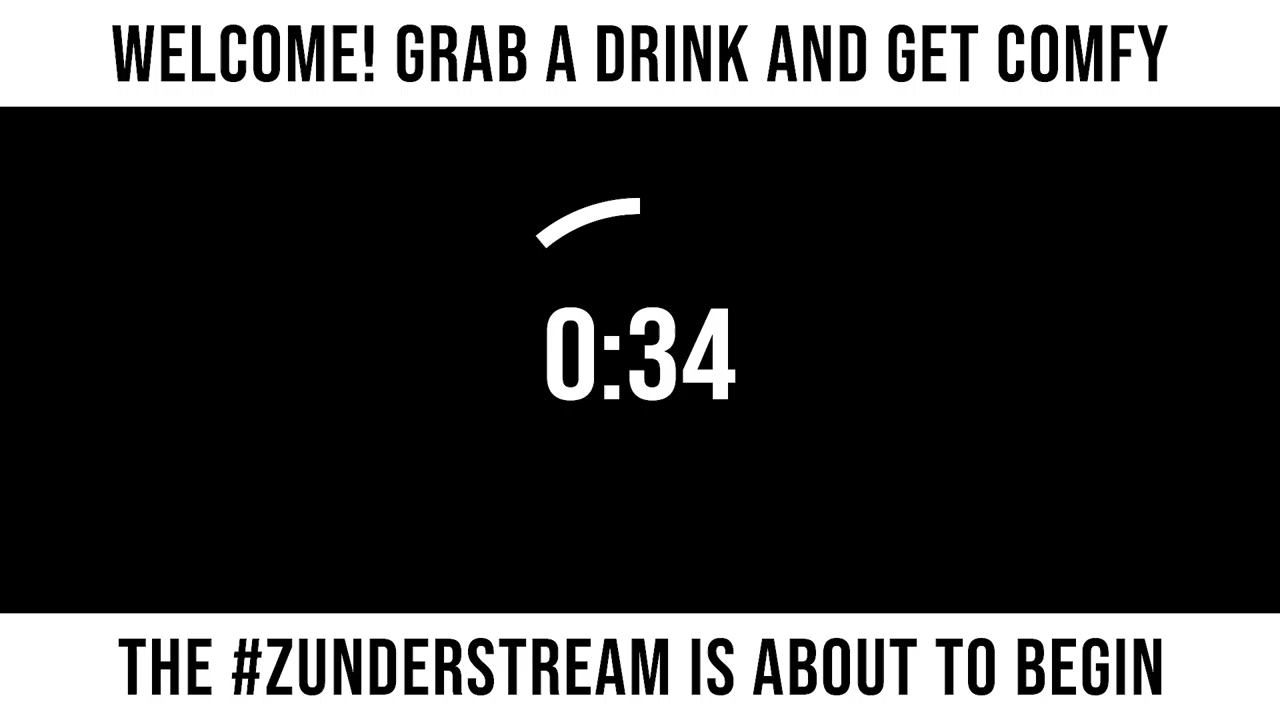 WELCOME! GRAB A DRINK AND GET COMFY
0:34
THE #ZUNDERSTREAM IS ABOUT TO BEGIN